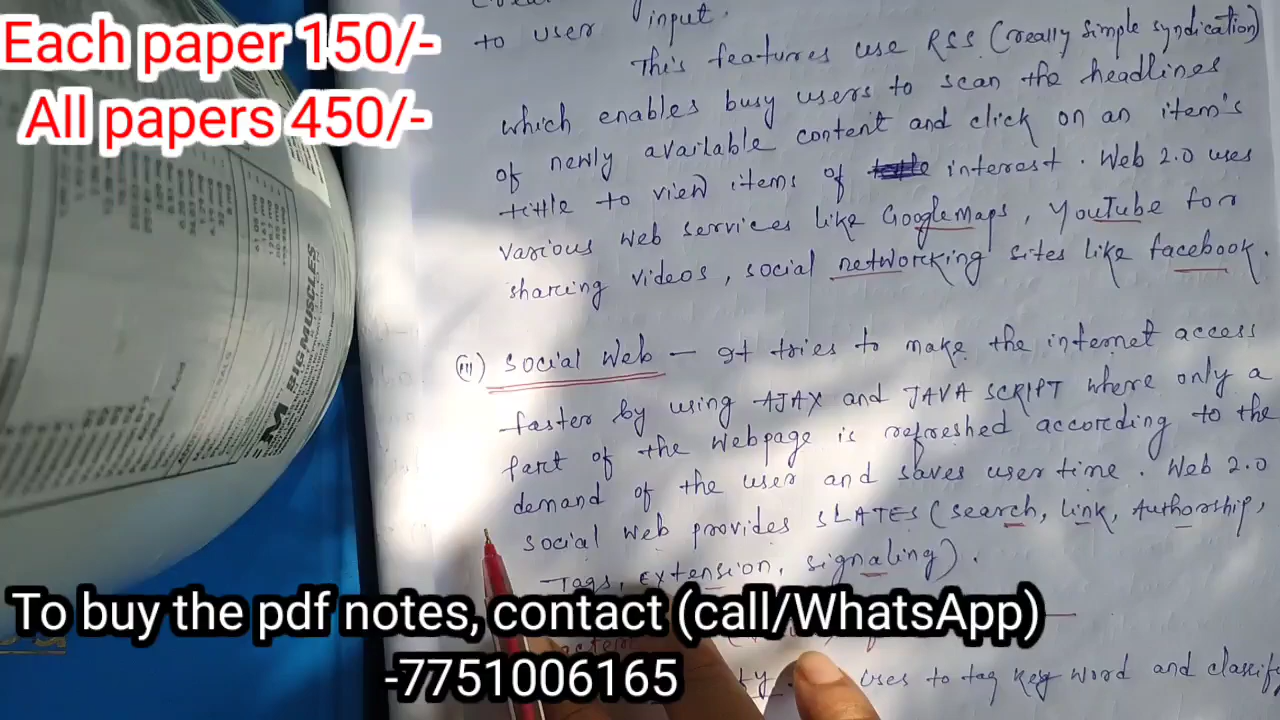 Each paper 150/-
All papers 450/-
to user input.
This features use RSS (really simple syndication)
which enables busy users to scan the headlines
of newly available content and click on an item's
tittle to view items of interest. Web 2.0 uses
various web services like GoogleMaps, YouTube for
sharing videos, social networking sites like facebook.
(iii) Social Web – It tries to make the internet access
faster by using AJAX and JAVA SCRIPT where only a
part of the webpage is refreshed according to the
demand of the user and saves user time. Web 2.0
social web provides SLATES (search, link, Authorship,
Tags, extension, signaling).
To buy the pdf notes, contact (call/WhatsApp)
-7751006165
uses to tag key word and classify
BIGMUSCLES